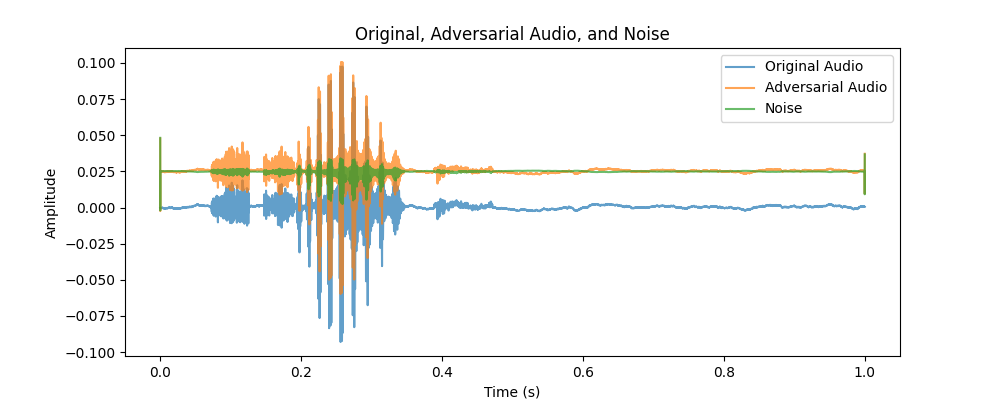 Original, Adversarial Audio, and Noise
Original Audio
Adversarial Audio
Noise
Amplitude
0.100
0.075
0.050
0.025
0.000
−0.025
−0.050
−0.075
−0.100
0.0 0.2 0.4 0.6 0.8 1.0
Time (s)